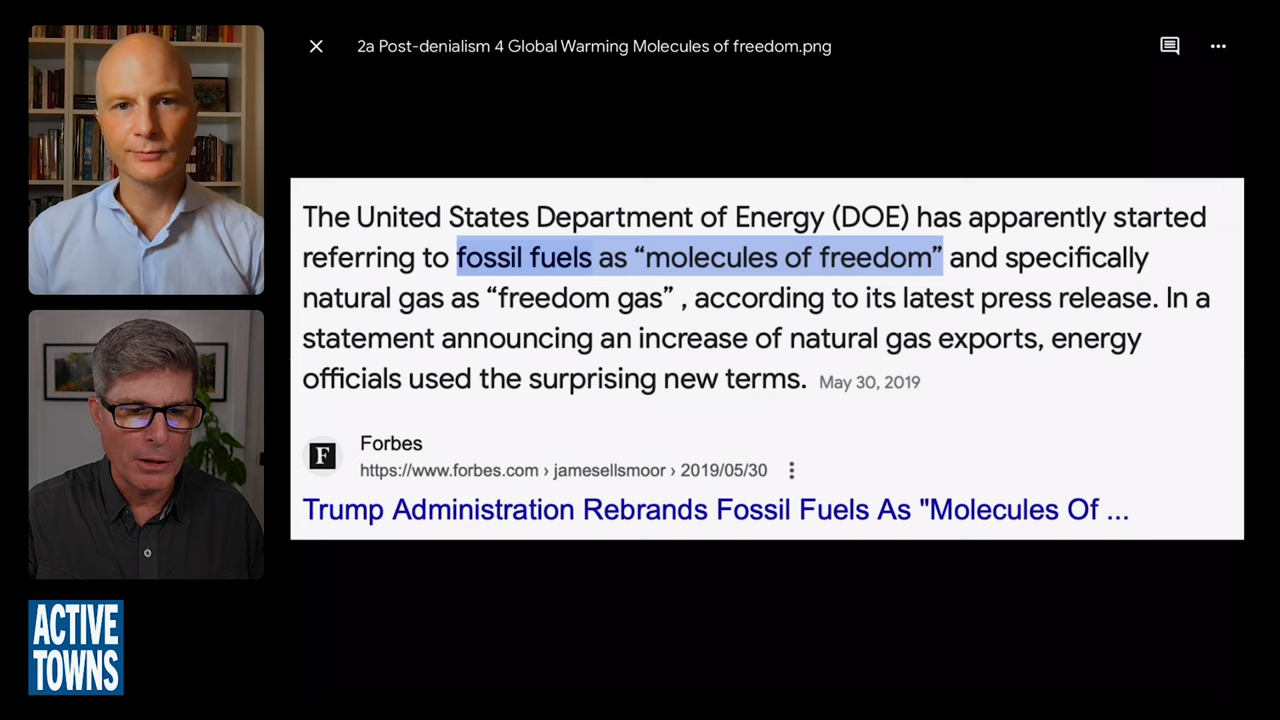 2a Post-denialism 4 Global Warming Molecules of freedom.png
The United States Department of Energy (DOE) has apparently started
referring to fossil fuels as “molecules of freedom” and specifically
natural gas as “freedom gas” , according to its latest press release. In a
statement announcing an increase of natural gas exports, energy
officials used the surprising new terms. May 30, 2019
F
Forbes
https://www.forbes.com › jamesellsmoor › 2019/05/30
Trump Administration Rebrands Fossil Fuels As "Molecules Of ...
ACTIVE
TOWNS